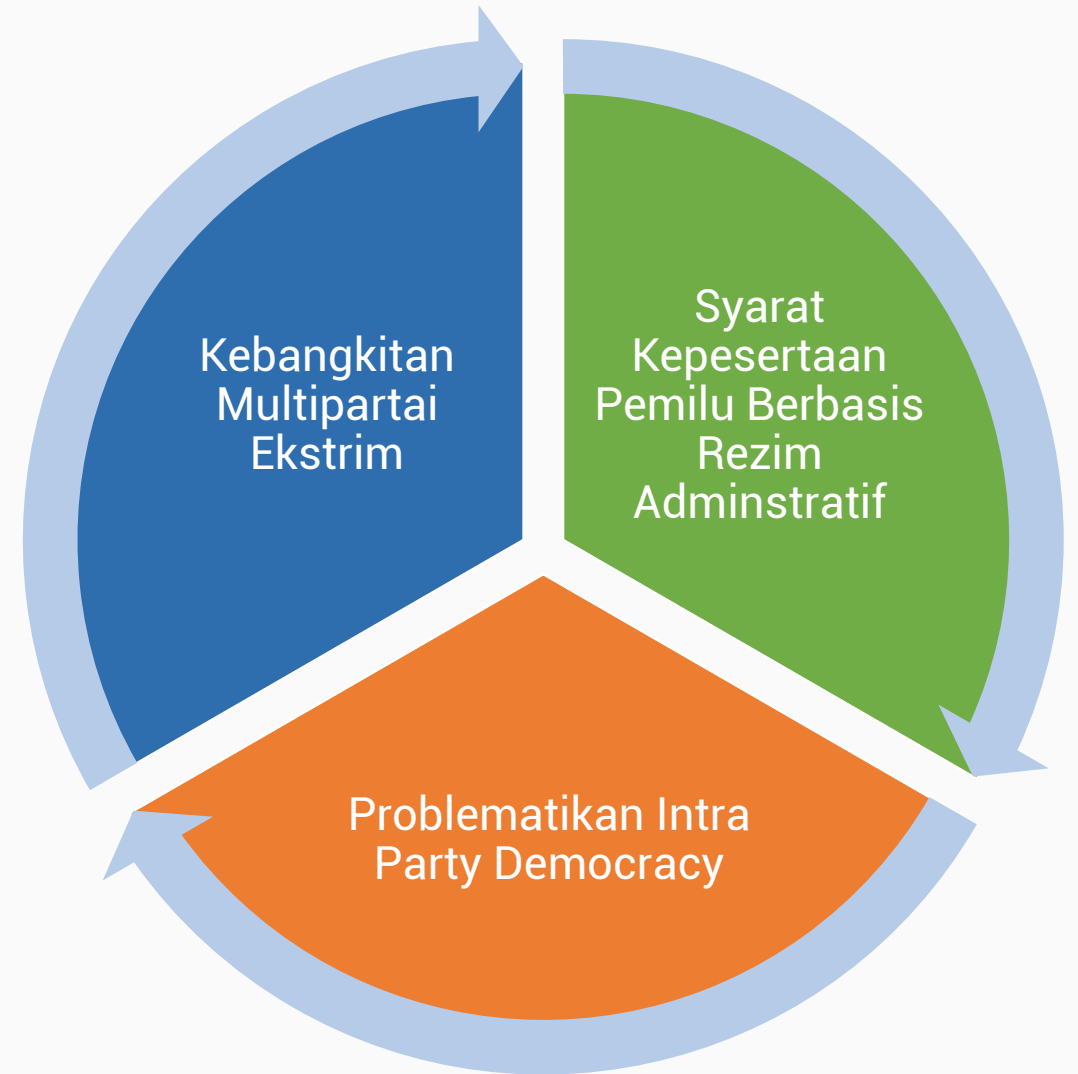 Syarat
Kepesertaan
Pemilu Berbasis
Rezim
Adminstratif
Problematikan Intra
Party Democracy
Kebangkitan
Multipartai
Ekstrim